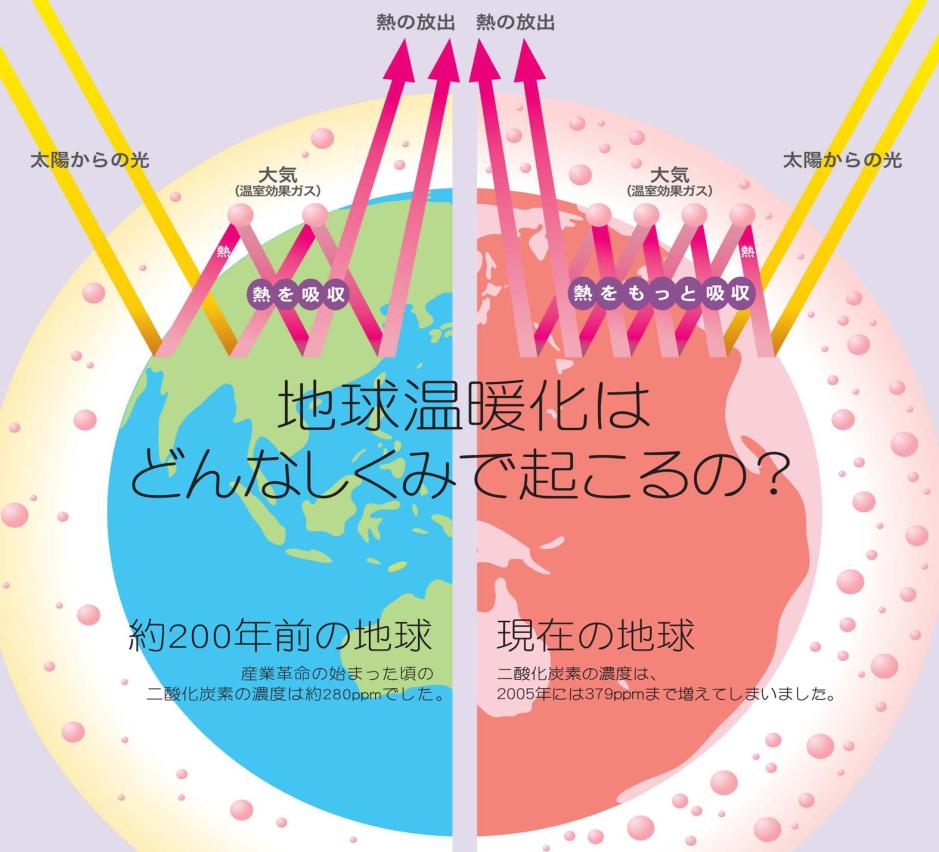 熱の放出
熱の放出
太陽からの光
太陽からの光
大気
(温室効果ガス)
大気
(温室効果ガス)
熱
熱
熱を吸収
熱をもっと吸収
地球温暖化は
どんなしくみで起こるの？
約200年前の地球
産業革命の始まった頃の
二酸化炭素の濃度は約280ppmでした。
現在の地球
二酸化炭素の濃度は、
2005年には379ppmまで増えてしまいました。